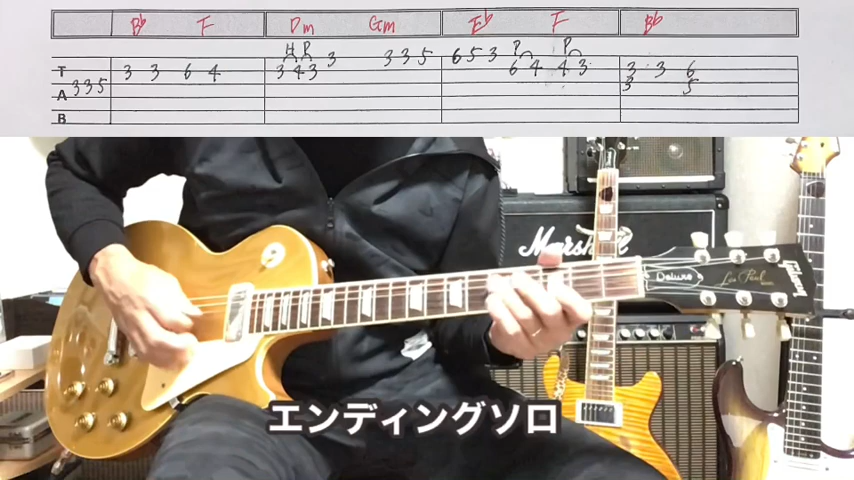 B♭ F Dm Gm E♭ F B♭
H P P P
3 3 5 6 5 3
T 3 3 6 4 3 4 3 6 4 4 3 3 3 6
A 3 3 5 3 5
B
Marshall
Gibson
Les Paul
Deluxe
エンディングソロ